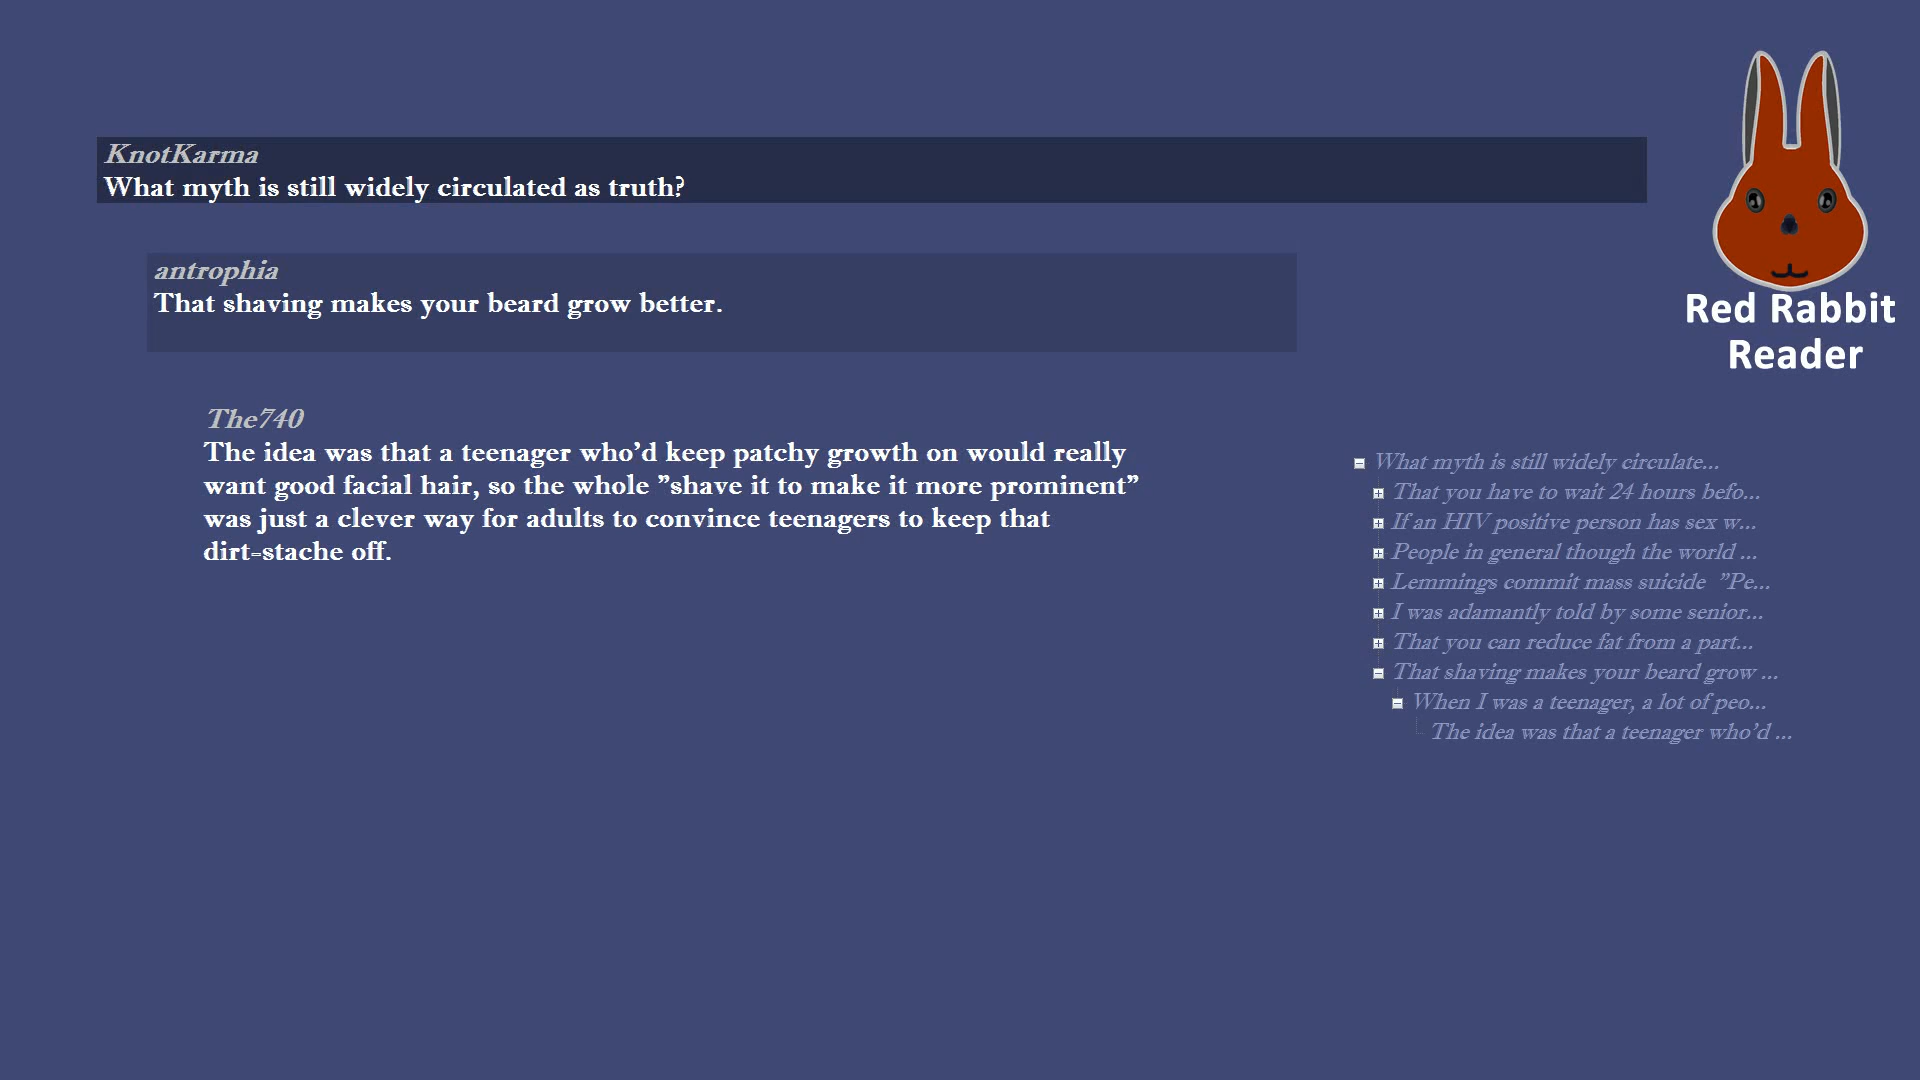 KnotKarma
What myth is still widely circulated as truth?
antrophia
That shaving makes your beard grow better.
The740
The idea was that a teenager who'd keep patchy growth on would really
want good facial hair, so the whole "shave it to make it more prominent"
was just a clever way for adults to convince teenagers to keep that
dirt-stache off.
Red Rabbit
Reader
What myth is still widely circulate...
That you have to wait 24 hours befo...
If an HIV positive person has sex w...
People in general though the world ...
Lemmings commit mass suicide "Pe...
I was adamantly told by some senior...
That you can reduce fat from a part...
That shaving makes your beard grow ...
When I was a teenager, a lot of peo...
The idea was that a teenager who'd ...